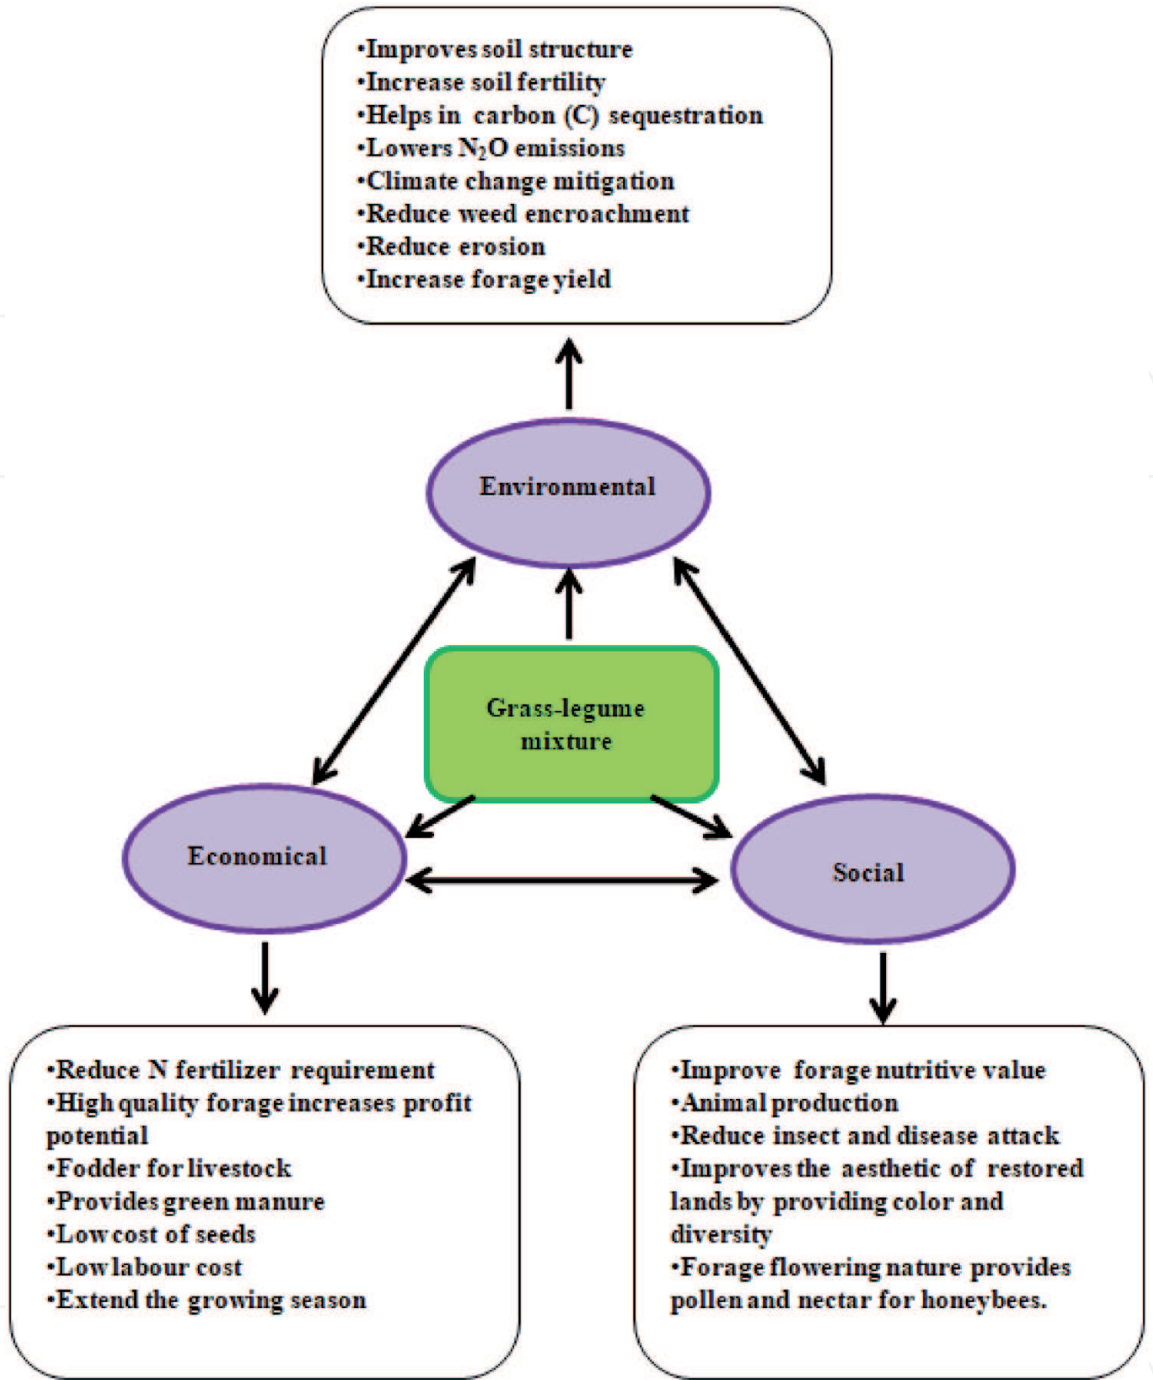 •Improves soil structure
•Increase soil fertility
•Helps in carbon (C) sequestration
•Lowers N₂O emissions
•Climate change mitigation
•Reduce weed encroachment
•Reduce erosion
•Increase forage yield
Environmental
Grass-legume
mixture
Economical
Social
•Reduce N fertilizer requirement
•High quality forage increases profit
potential
•Fodder for livestock
•Provides green manure
•Low cost of seeds
•Low labour cost
•Extend the growing season
•Improve forage nutritive value
•Animal production
•Reduce insect and disease attack
•Improves the aesthetic of restored
lands by providing color and
diversity
•Forage flowering nature provides
pollen and nectar for honeybees.